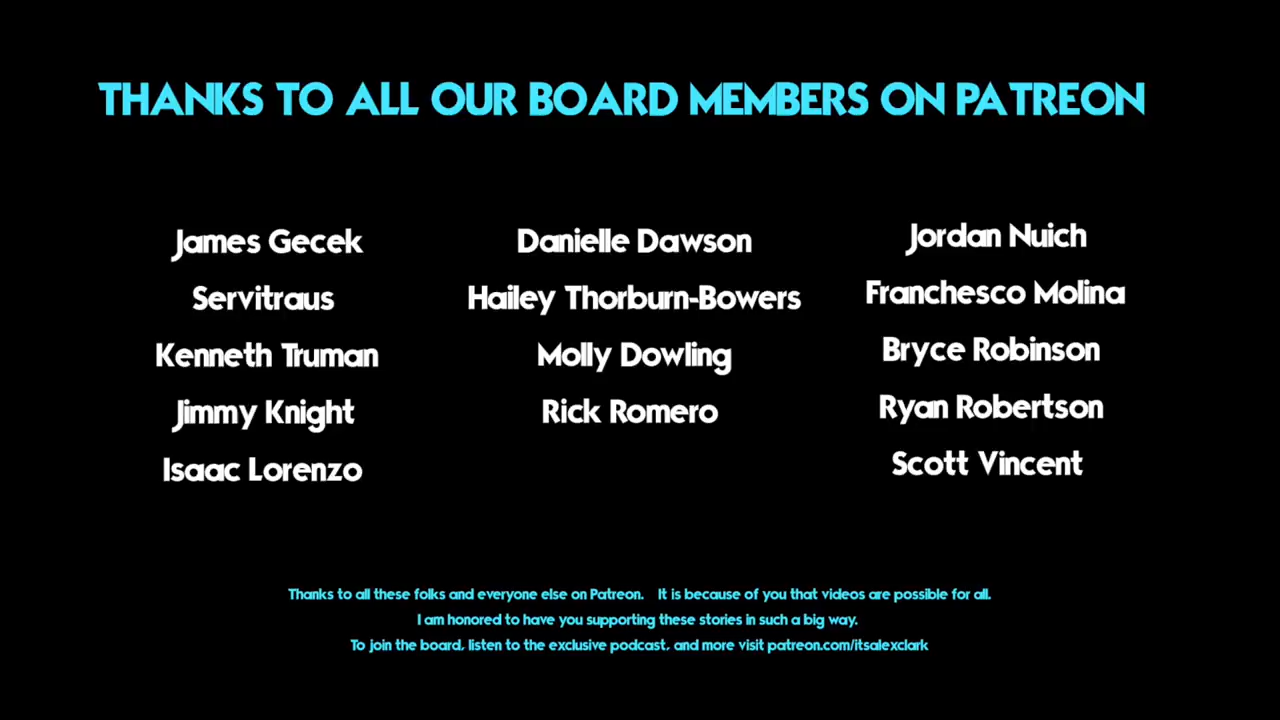 THANKS TO ALL OUR BOARD MEMBERS ON PATREON
James Gecek
Servitraus
Kenneth Truman
Jimmy Knight
Isaac Lorenzo
Danielle Dawson
Hailey Thorburn-Bowers
Molly Dowling
Rick Romero
Jordan Nuich
Franchesco Molina
Bryce Robinson
Ryan Robertson
Scott Vincent
Thanks to all these folks and everyone else on Patreon. It is because of you that videos are possible for all.
I am honored to have you supporting these stories in such a big way.
To join the board, listen to the exclusive podcast, and more visit patreon.com/itsalexclark